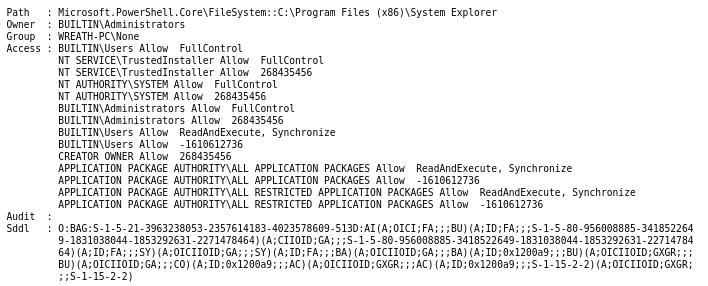 Path   : Microsoft.PowerShell.Core\FileSystem::C:\Program Files (x86)\System Explorer
Owner  : BUILTIN\Administrators
Group  : WREATH-PC\None
Access : BUILTIN\Users Allow  FullControl
         NT SERVICE\TrustedInstaller Allow  FullControl
         NT SERVICE\TrustedInstaller Allow  268435456
         NT AUTHORITY\SYSTEM Allow  FullControl
         NT AUTHORITY\SYSTEM Allow  268435456
         BUILTIN\Administrators Allow  FullControl
         BUILTIN\Administrators Allow  268435456
         BUILTIN\Users Allow  ReadAndExecute, Synchronize
         BUILTIN\Users Allow  -1610612736
         CREATOR OWNER Allow  268435456
         APPLICATION PACKAGE AUTHORITY\ALL APPLICATION PACKAGES Allow  ReadAndExecute, Synchronize
         APPLICATION PACKAGE AUTHORITY\ALL APPLICATION PACKAGES Allow  -1610612736
         APPLICATION PACKAGE AUTHORITY\ALL RESTRICTED APPLICATION PACKAGES Allow  ReadAndExecute, Synchronize
         APPLICATION PACKAGE AUTHORITY\ALL RESTRICTED APPLICATION PACKAGES Allow  -1610612736
Audit  :
Sddl   : O:BAG:S-1-5-21-3963238053-2357614183-4023578609-513D:AI(A;OICI;FA;;;BU)(A;ID;FA;;;S-1-5-80-956008885-341852264
         9-1831038044-1853292631-2271478464)(A;CIIOID;GA;;;S-1-5-80-956008885-3418522649-1831038044-1853292631-22714784
         64)(A;ID;FA;;;SY)(A;OICIIOID;GA;;;SY)(A;ID;FA;;;BA)(A;OICIIOID;GA;;;BA)(A;ID;0x1200a9;;;BU)(A;OICIIOID;GXGR;;;
         BU)(A;OICIIOID;GA;;;CO)(A;ID;0x1200a9;;;AC)(A;OICIIOID;GXGR;;;AC)(A;ID;0x1200a9;;;S-1-15-2-2)(A;OICIIOID;GXGR;
         ;;S-1-15-2-2)